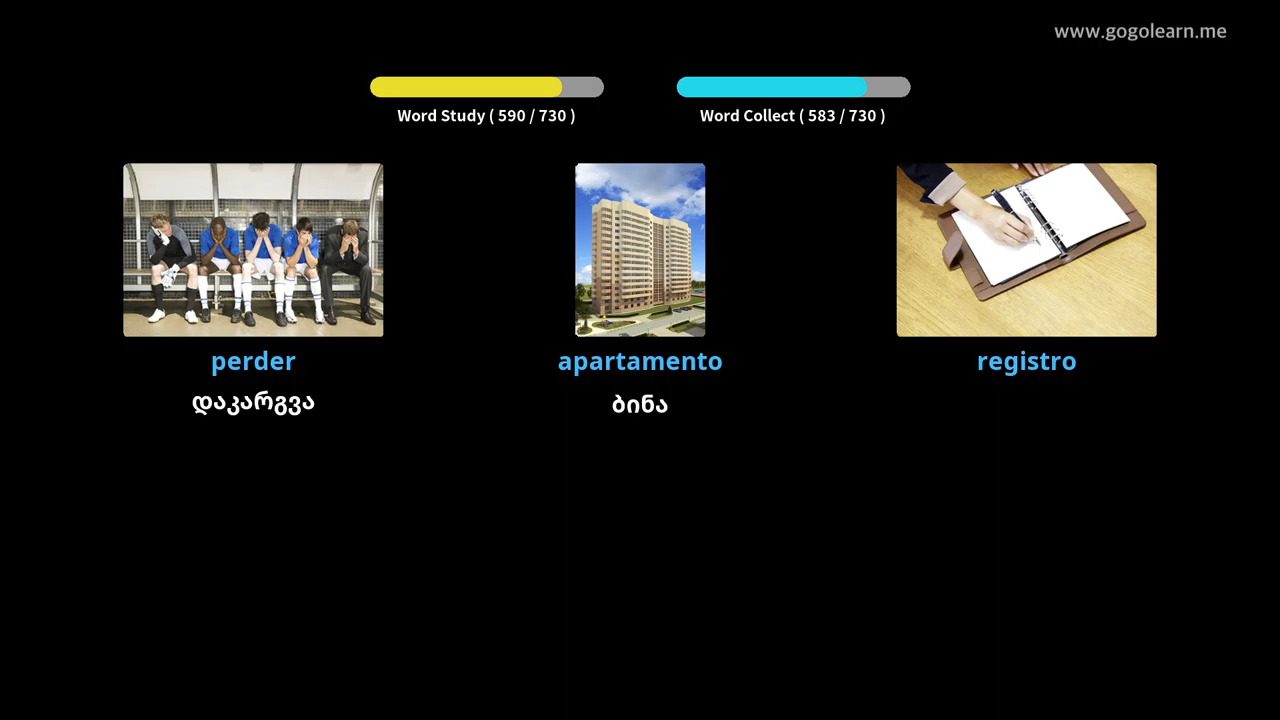 www.gogolearn.me
Word Study ( 590 / 730 )
Word Collect ( 583 / 730 )
perder
apartamento
registro
დაკარგვა
ბინა